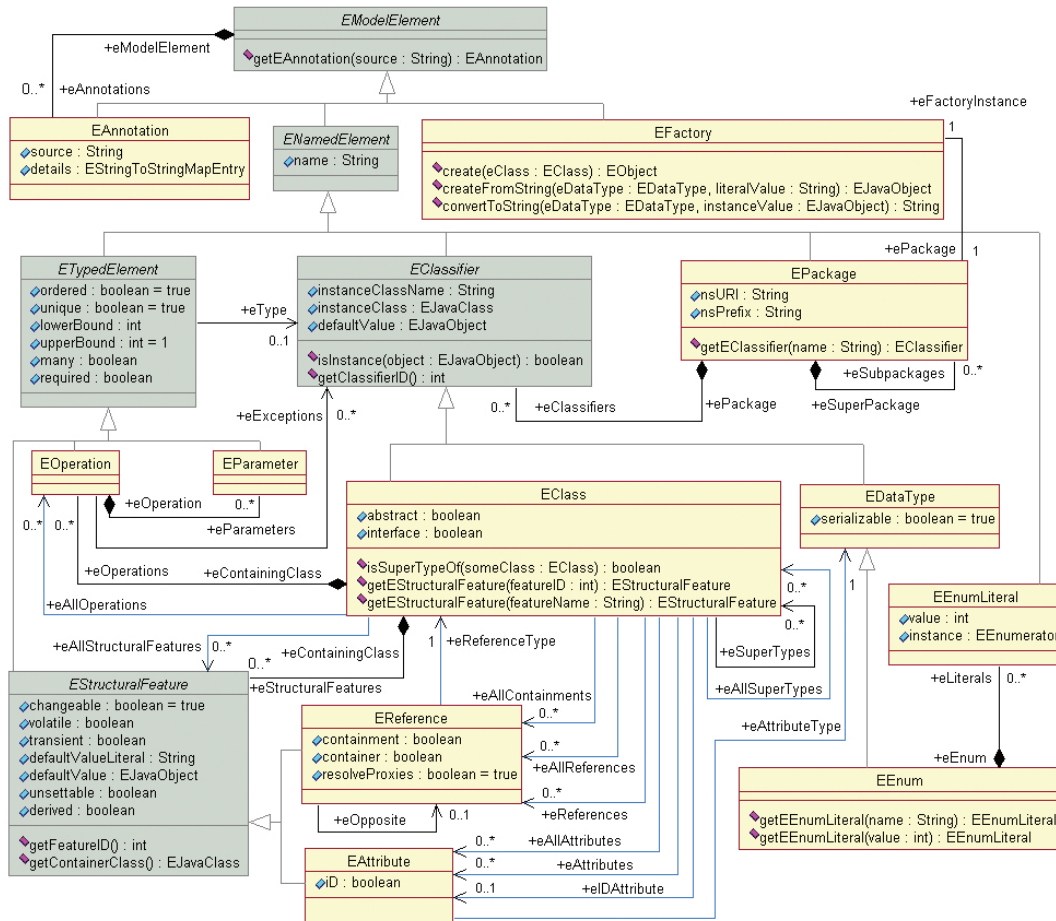 EModelElement
getEAnnotation(source : String) : EAnnotation
+eModelElement
0..*
+eAnnotations
EAnnotation
source : String
details : EStringToStringMapEntry
ENamedElement
name : String
+eFactoryInstance
1
EFactory
create(eClass : EClass) : EObject
createFromString(eDataType : EDataType, literalValue : String) : EJavaObject
convertToString(eDataType : EDataType, instanceValue : EJavaObject) : String
+ePackage
1
ETypedElement
ordered : boolean = true
unique : boolean = true
lowerBound : int
upperBound : int = 1
many : boolean
required : boolean
+eType
0..1
EClassifier
instanceClassName : String
instanceClass : EJavaClass
defaultValue : EJavaObject
isInstance(object : EJavaObject) : boolean
getClassifierID() : int
EPackage
nsURI : String
nsPrefix : String
getEClassifier(name : String) : EClassifier
+eSubpackages
0..*
+eSuperPackage
0..*
+eClassifiers
+ePackage
+eExceptions
0..*
EOperation
EParameter
+eOperation
0..*
+eParameters
0..*
0..*
+eOperations
+eContainingClass
+eAllOperations
EClass
abstract : boolean
interface : boolean
isSuperTypeOf(someClass : EClass) : boolean
getEStructuralFeature(featureID : int) : EStructuralFeature
getEStructuralFeature(featureName : String) : EStructuralFeature
EDataType
serializable : boolean = true
1
0..*
0..*
+eSuperTypes
+eAllSuperTypes
EEnumLiteral
value : int
instance : EEnumerator
+eLiterals
0..*
+eEnum
EEnum
getEEnumLiteral(name : String) : EEnumLiteral
getEEnumLiteral(value : int) : EEnumLiteral
+eAttributeType
+eAllStructuralFeatures
0..*
+eContainingClass
0..*
+eStructuralFeatures
1
+eReferenceType
EStructuralFeature
changeable : boolean = true
volatile : boolean
transient : boolean
defaultValueLiteral : String
defaultValue : EJavaObject
unsettable : boolean
derived : boolean
getFeatureID() : int
getContainerClass() : EJavaClass
EReference
containment : boolean
container : boolean
resolveProxies : boolean = true
+eAllContainments
0..*
0..*
+eAllReferences
0..*
+eReferences
0..1
+eOpposite
EAttribute
iD : boolean
0..*
+eAllAttributes
0..*
+eAttributes
0..1
+eIDAttribute